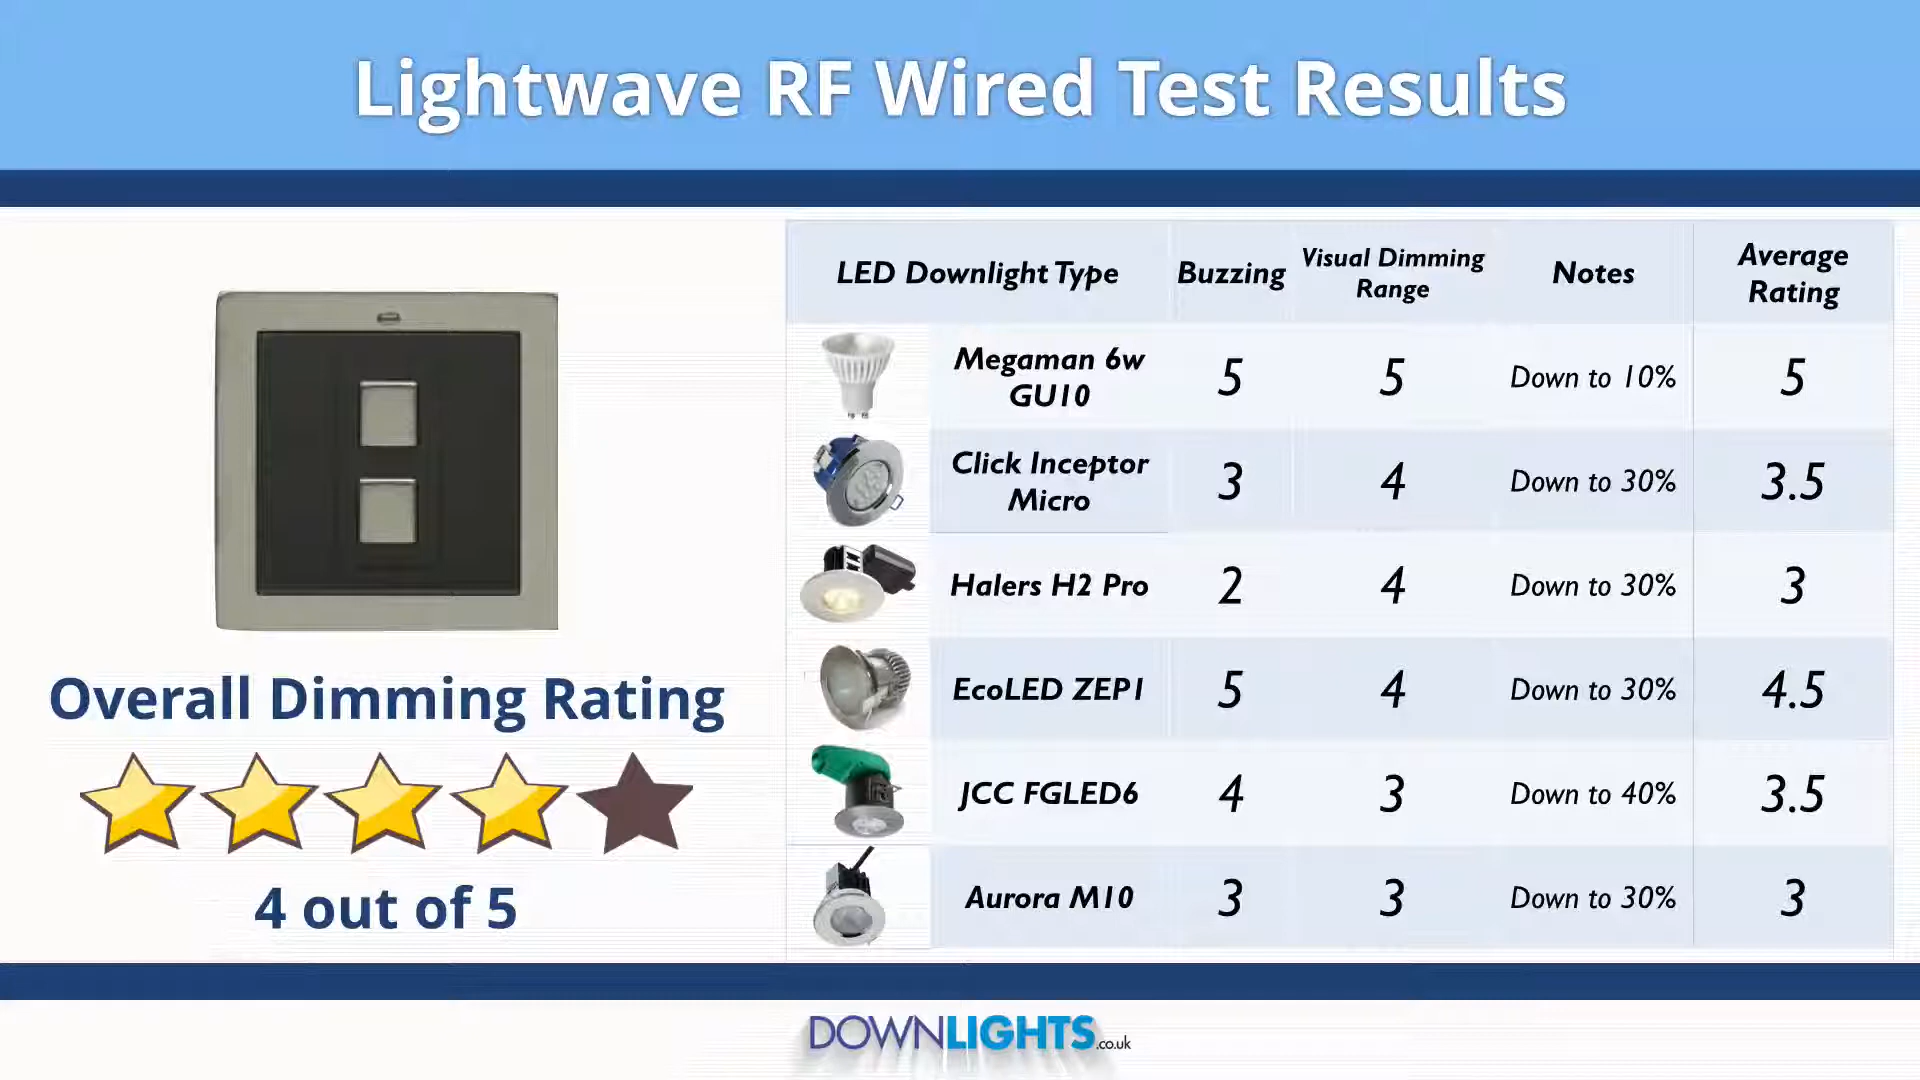 Lightwave RF Wired Test Results
LED Downlight Type Buzzing Visual Dimming Range Notes Average Rating
Megaman 6w GU10 5 5 Down to 10% 5
Click Inceptor Micro 3 4 Down to 30% 3.5
Halers H2 Pro 2 4 Down to 30% 3
EcoLED ZEP1 5 4 Down to 30% 4.5
JCC FGLED6 4 3 Down to 40% 3.5
Aurora M10 3 3 Down to 30% 3
Overall Dimming Rating
4 out of 5
DOWNLIGHTS.co.uk